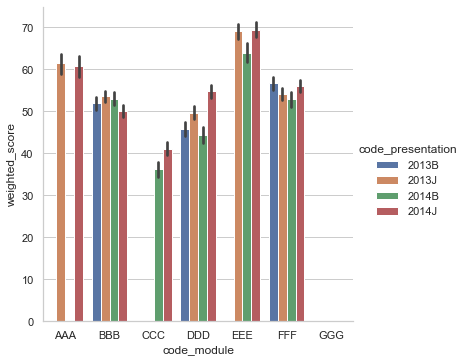 70
60
50
40
30
20
10
0
weighted_score
AAA BBB CCC DDD EEE FFF GGG
code_module
code_presentation
2013B
2013J
2014B
2014J